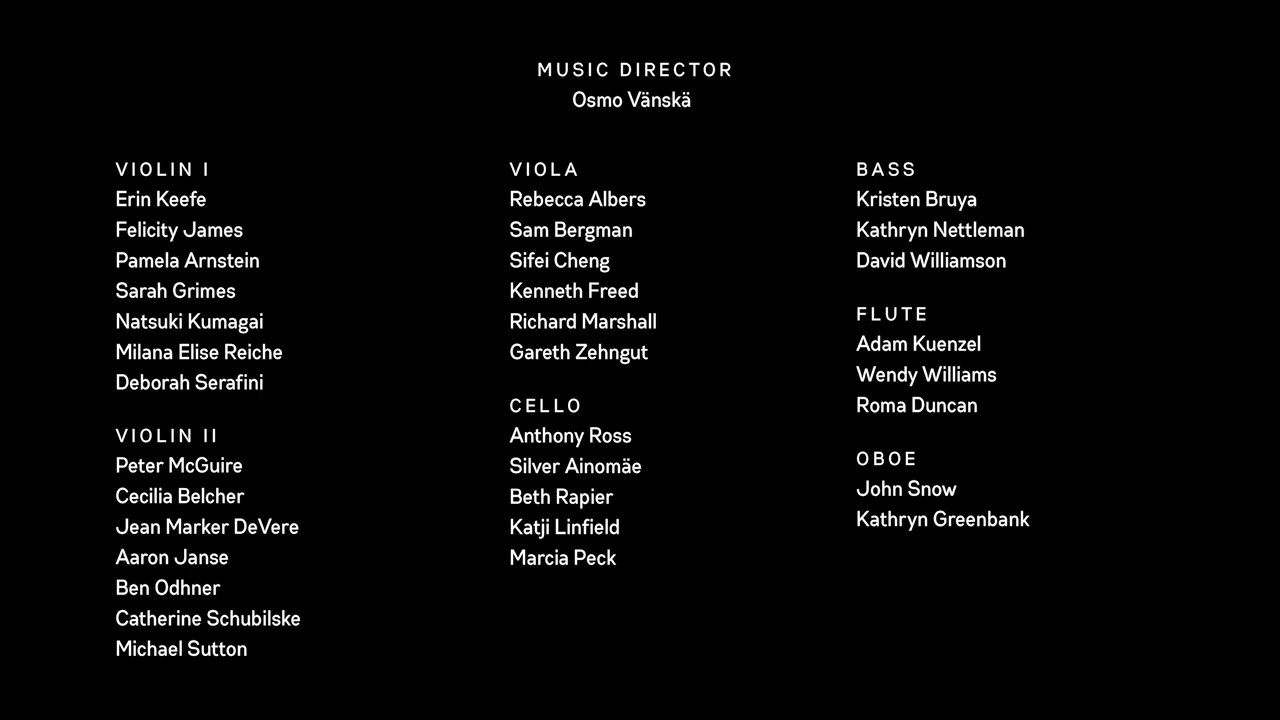 MUSIC DIRECTOR
Osmo Vänskä
VIOLIN I
Erin Keefe
Felicity James
Pamela Arnstein
Sarah Grimes
Natsuki Kumagai
Milana Elise Reiche
Deborah Serafini
VIOLIN II
Peter McGuire
Cecilia Belcher
Jean Marker DeVere
Aaron Janse
Ben Odhner
Catherine Schubilske
Michael Sutton
VIOLA
Rebecca Albers
Sam Bergman
Sifei Cheng
Kenneth Freed
Richard Marshall
Gareth Zehngut
CELLO
Anthony Ross
Silver Ainomäe
Beth Rapier
Katji Linfield
Marcia Peck
BASS
Kristen Bruya
Kathryn Nettleman
David Williamson
FLUTE
Adam Kuenzel
Wendy Williams
Roma Duncan
OBOE
John Snow
Kathryn Greenbank